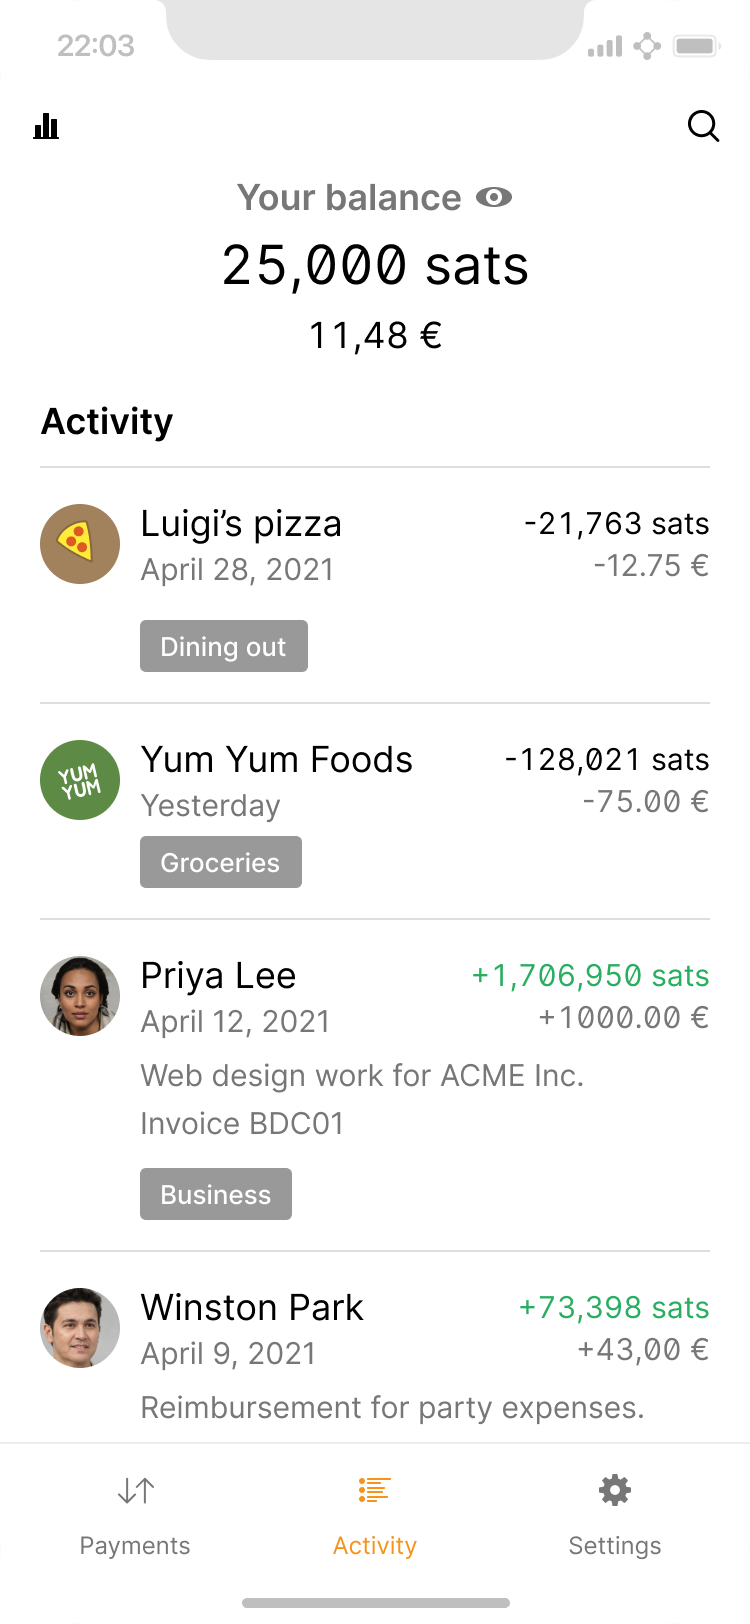 22:03
Your balance
25,000 sats
11,48 €
Activity
Luigi’s pizza
-21,763 sats
April 28, 2021
-12.75 €
Dining out
YUM
YUM
Yum Yum Foods
-128,021 sats
Yesterday
-75.00 €
Groceries
Priya Lee
+1,706,950 sats
April 12, 2021
+1000.00 €
Web design work for ACME Inc.
Invoice BDC01
Business
Winston Park
+73,398 sats
April 9, 2021
+43,00 €
Reimbursement for party expenses.
Payments
Activity
Settings